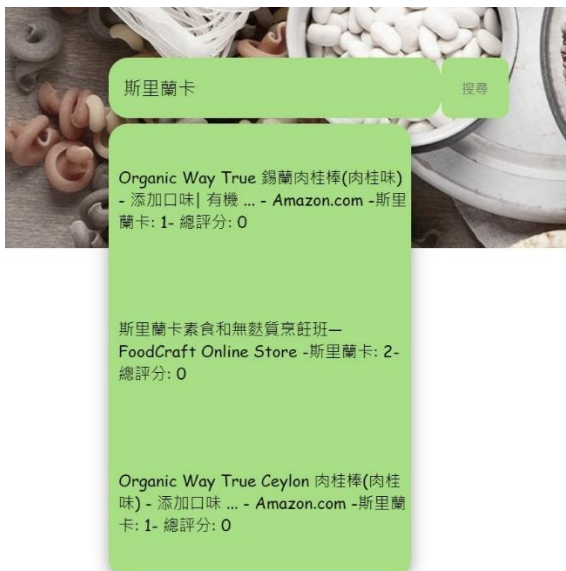 斯里蘭卡
搜尋
Organic Way True 錫蘭肉桂棒(肉桂味)
- 添加口味| 有機 ... - Amazon.com -斯里
蘭卡: 1- 總評分: 0
斯里蘭卡素食和無麩質烹飪班—
FoodCraft Online Store -斯里蘭卡: 2-
總評分: 0
Organic Way True Ceylon 肉桂棒(肉桂
味) - 添加口味 ... - Amazon.com -斯里蘭
卡: 1- 總評分: 0